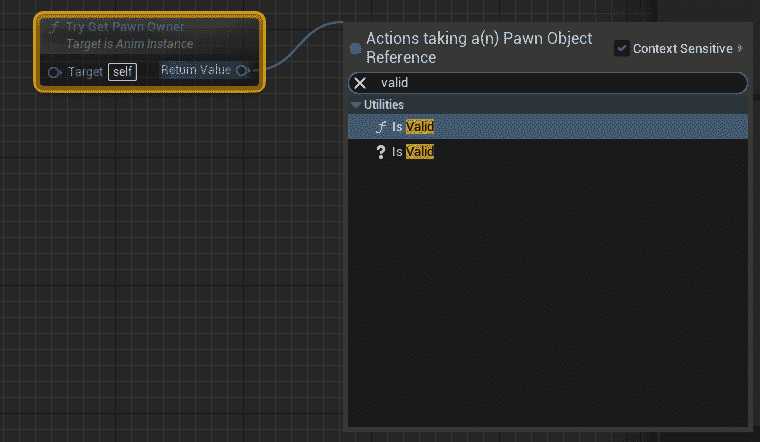 Try Get Pawn Owner
Target is Anim Instance
Target self Return Value
Actions taking a(n) Pawn Object
Reference
Context Sensitive
valid
Utilities
f Is Valid
? Is Valid